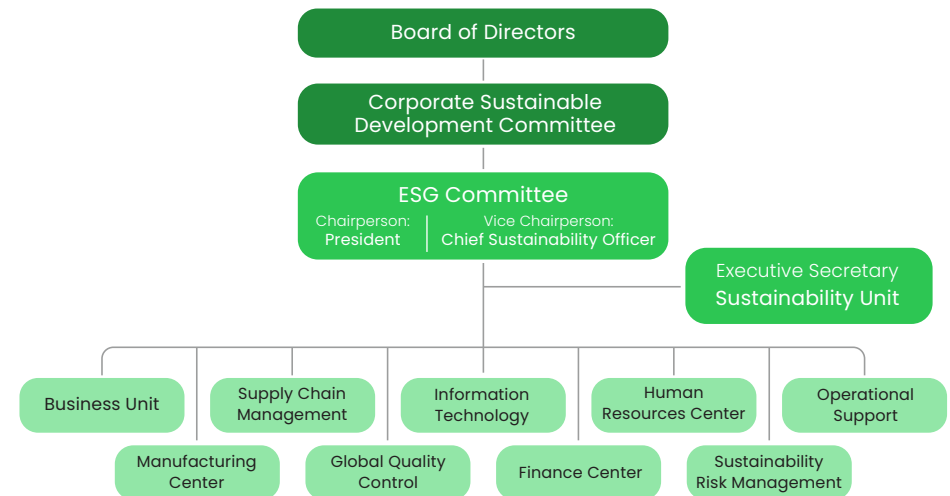 Board of Directors
Corporate Sustainable
Development Committee
ESG Committee
Chairperson:
President
Vice Chairperson:
Chief Sustainability Officer
Executive Secretary
Sustainability Unit
Business Unit
Supply Chain
Management
Information
Technology
Human
Resources Center
Operational
Support
Manufacturing
Center
Global Quality
Control
Finance Center
Sustainability
Risk Management